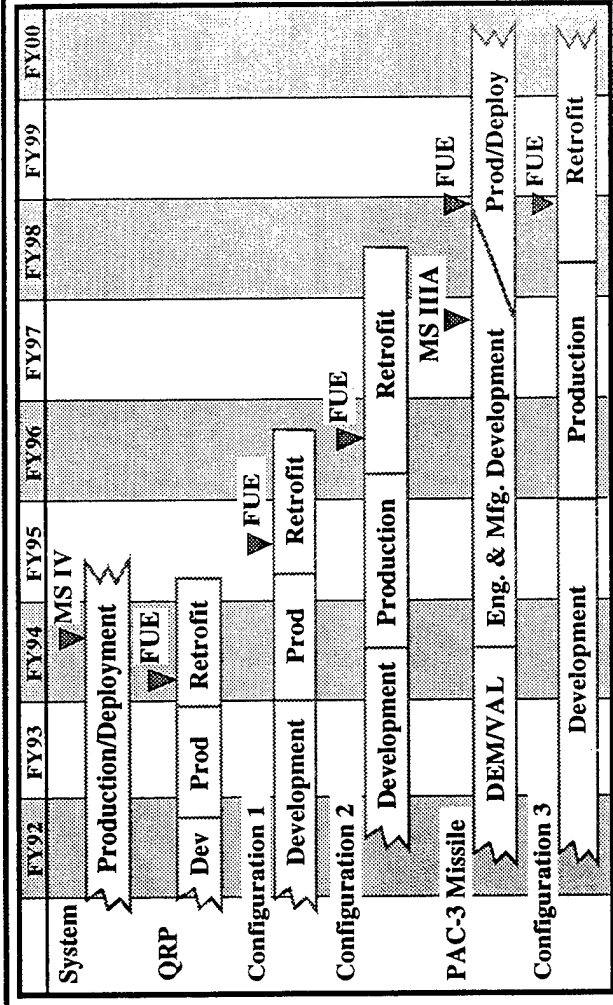 FY92 FY93 FY94 FY95 FY96 FY97 FY98 FY99 FY00
System
MS IV
Production/Deployment
QRP
FUE
Dev Prod Retrofit
Configuration 1
FUE
Development Prod Retrofit
Configuration 2
FUE
Development Production Retrofit
PAC-3 Missile
MS IIIA FUE
DEM/VAL Eng. & Mfg. Development Prod/Deploy
Configuration 3
FUE
Development Production Retrofit